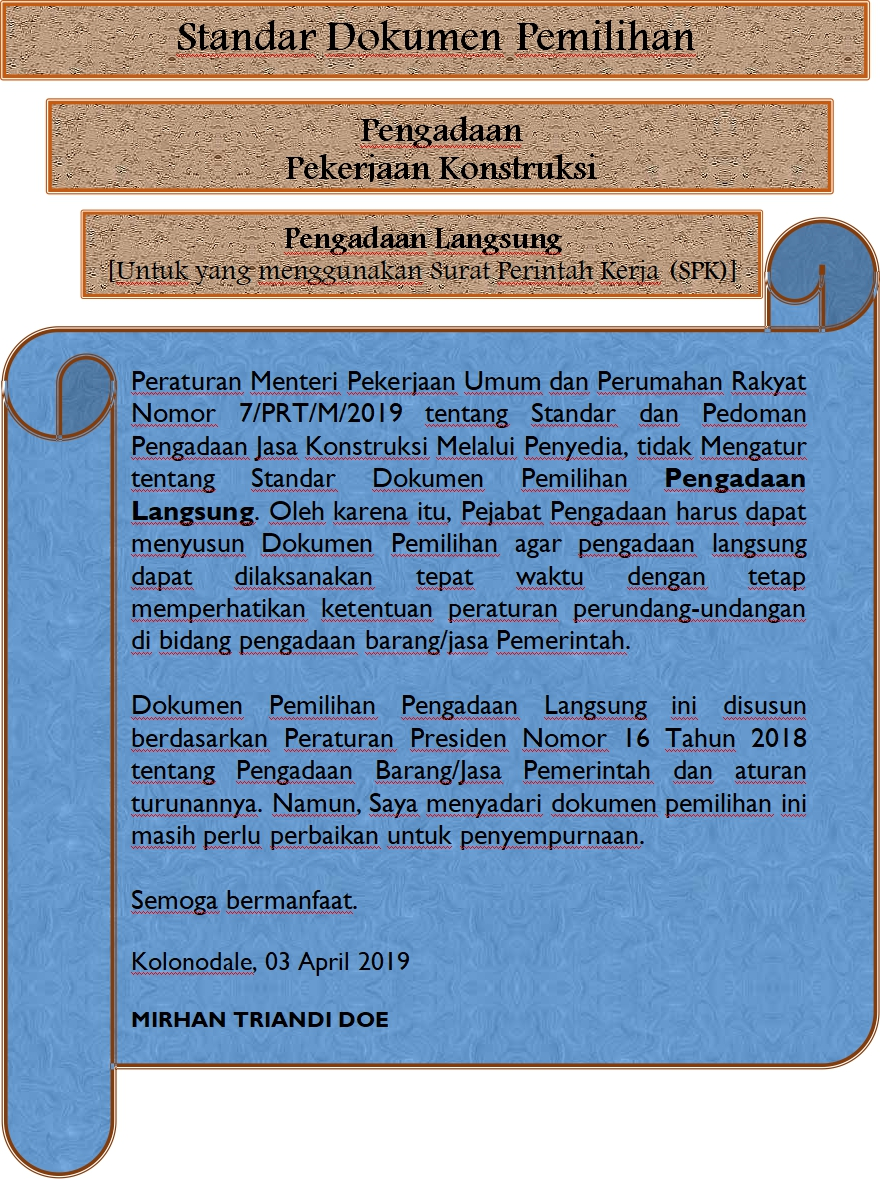 Standar Dokumen Pemilihan
Pengadaan
Pekerjaan Konstruksi
Pengadaan Langsung
[Untuk yang menggunakan Surat Perintah Kerja (SPK)]
Peraturan Menteri Pekerjaan Umum dan Perumahan Rakyat
Nomor 7/PRT/M/2019 tentang Standar dan Pedoman
Pengadaan Jasa Konstruksi Melalui Penyedia, tidak Mengatur
tentang Standar Dokumen Pemilihan Pengadaan
Langsung. Oleh karena itu, Pejabat Pengadaan harus dapat
menyusun Dokumen Pemilihan agar pengadaan langsung
dapat dilaksanakan tepat waktu dengan tetap
memperhatikan ketentuan peraturan perundang-undangan
di bidang pengadaan barang/jasa Pemerintah.
Dokumen Pemilihan Pengadaan Langsung ini disusun
berdasarkan Peraturan Presiden Nomor 16 Tahun 2018
tentang Pengadaan Barang/Jasa Pemerintah dan aturan
turunannya. Namun, Saya menyadari dokumen pemilihan ini
masih perlu perbaikan untuk penyempurnaan.
Semoga bermanfaat.
Kolonodale, 03 April 2019
MIRHAN TRIANDI DOE